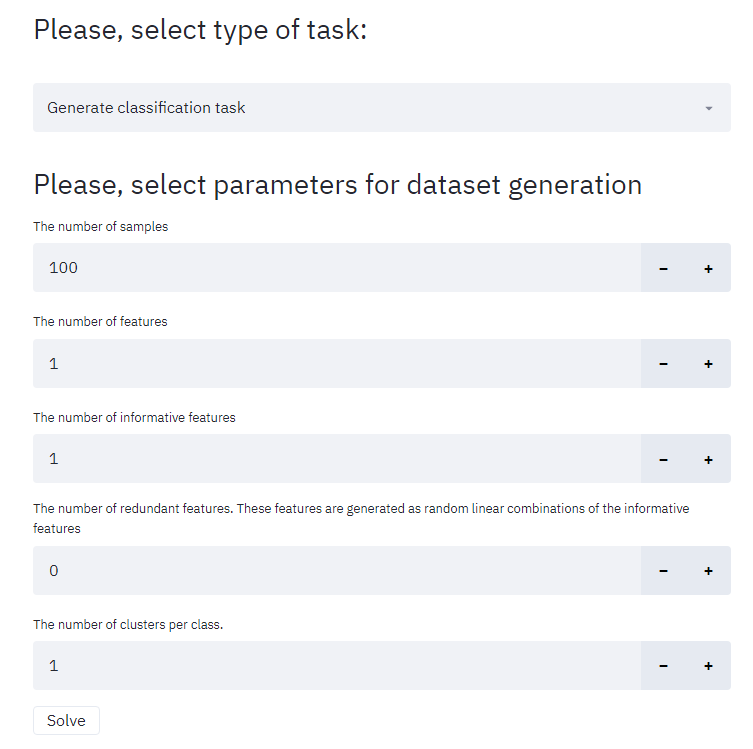 Please, select type of task:
Generate classification task
Please, select parameters for dataset generation
The number of samples
100
- +
The number of features
1
- +
The number of informative features
1
- +
The number of redundant features. These features are generated as random linear combinations of the informative
features
0
- +
The number of clusters per class.
1
- +
Solve